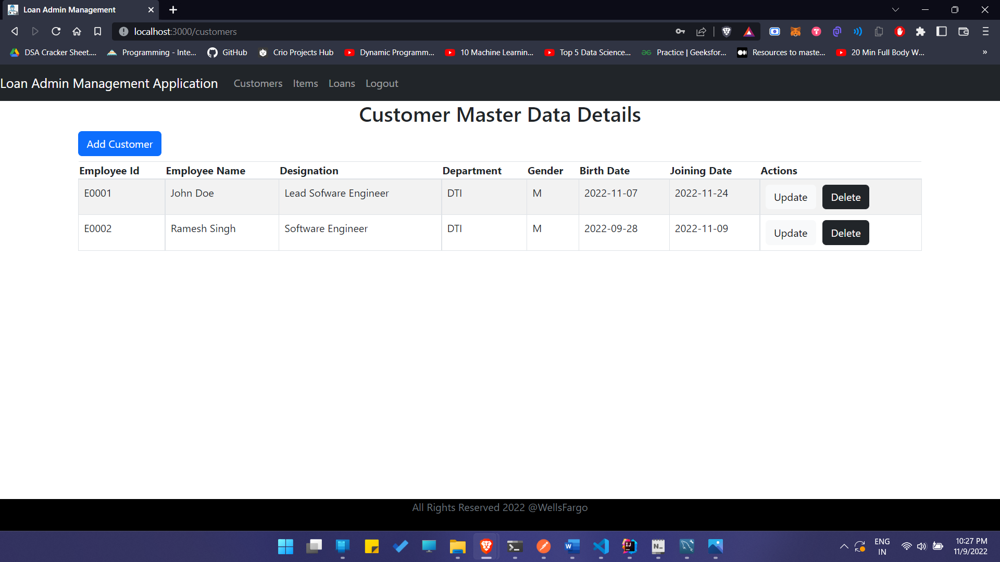 Loan Admin Management
localhost:3000/customers
DSA Cracker Sheet.... Programming - Inte... GitHub Crio Projects Hub Dynamic Programm... 10 Machine Learnin... Top 5 Data Science... Practice | Geeksfor... Resources to maste... 20 Min Full Body W... »
Loan Admin Management Application Customers Items Loans Logout
Customer Master Data Details
Add Customer
Employee Id Employee Name Designation Department Gender Birth Date Joining Date Actions
E0001 John Doe Lead Sofware Engineer DTI M 2022-11-07 2022-11-24 Update Delete
E0002 Ramesh Singh Software Engineer DTI M 2022-09-28 2022-11-09 Update Delete
All Rights Reserved 2022 @WellsFargo
ENG 10:27 PM
IN 11/9/2022